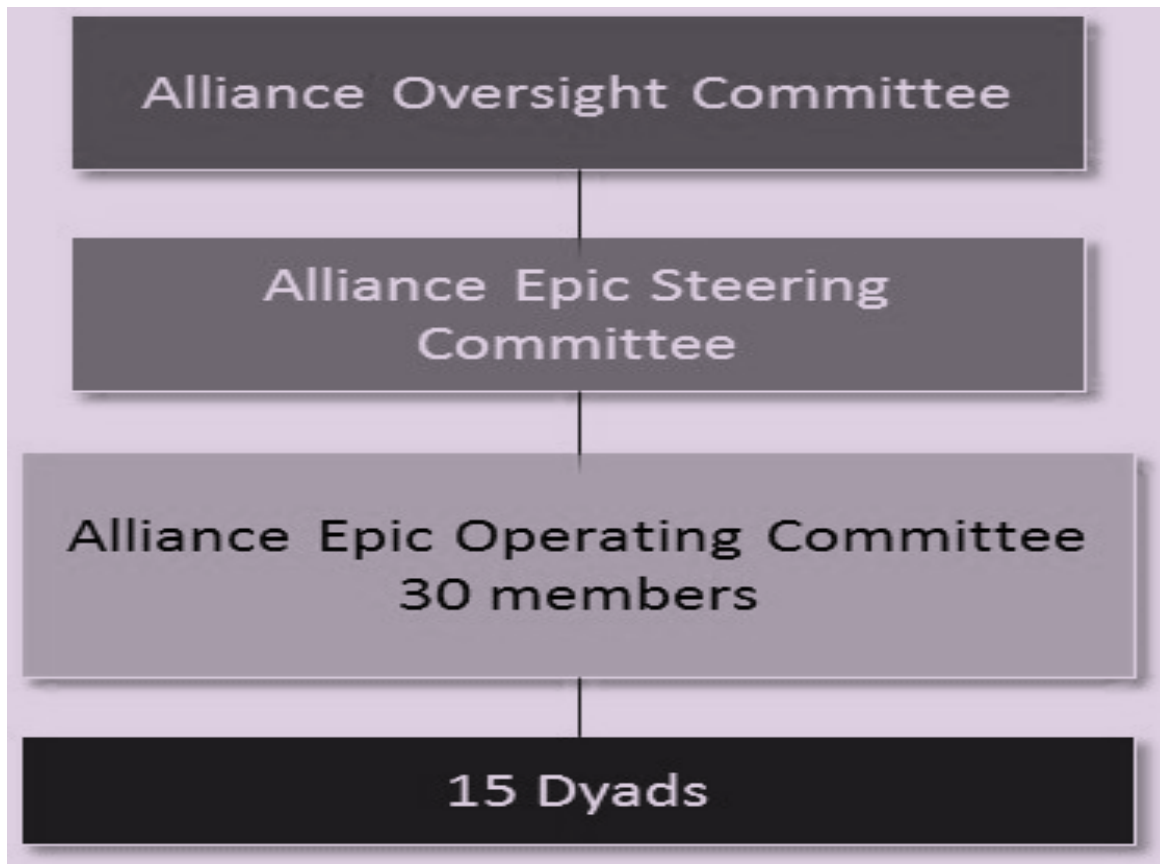 Alliance Oversight Committee
Alliance Epic Steering
Committee
Alliance Epic Operating Committee
30 members
15 Dyads